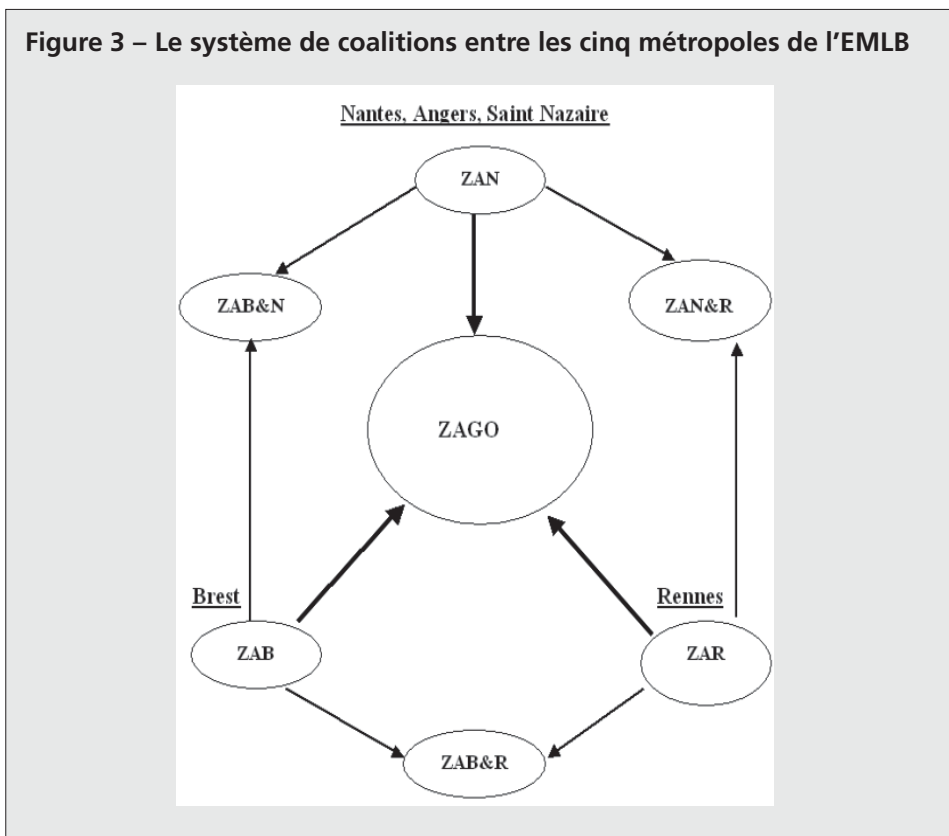 Figure 3 – Le système de coalitions entre les cinq métropoles de l'EMLB
Nantes, Angers, Saint Nazaire
ZAN
ZAB&N
ZAN&R
ZAGO
Brest
Rennes
ZAB
ZAR
ZAB&R